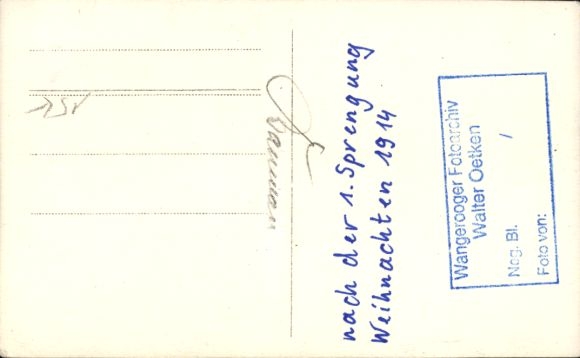 nach der 1. Sprengung
Weihnachten 1914
Wangerooger Fotoarchiv
Walter Oetken
Neg. Bl. /
Foto von: